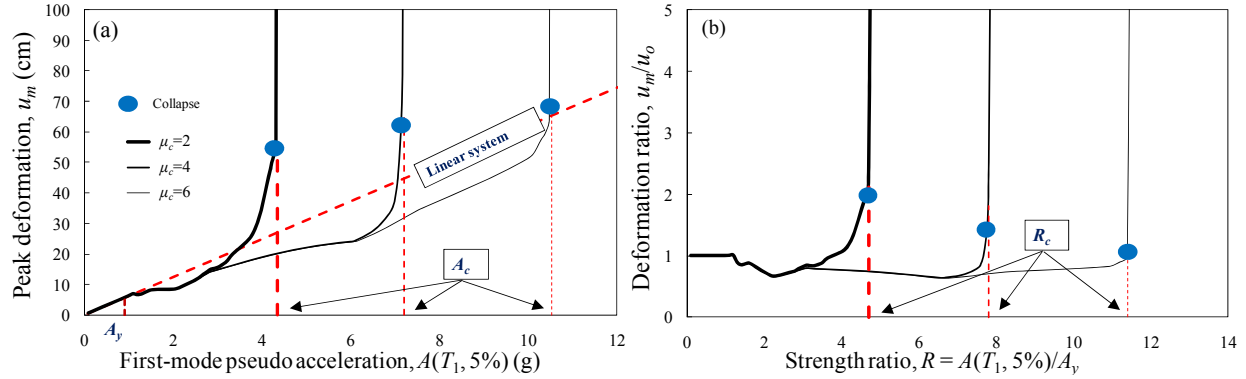 (a)
Peak deformation, u_m (cm)
100
90
80
70
60
50
40
30
20
10
0
Collapse
μ_c=2
μ_c=4
μ_c=6
Linear system
A_c
A_y
0 2 4 6 8 10 12
First-mode pseudo acceleration, A(T_1, 5%) (g)
(b)
Deformation ratio, u_m/u_o
5
4
3
2
1
0
R_c
0 2 4 6 8 10 12 14
Strength ratio, R = A(T_1, 5%)/A_y